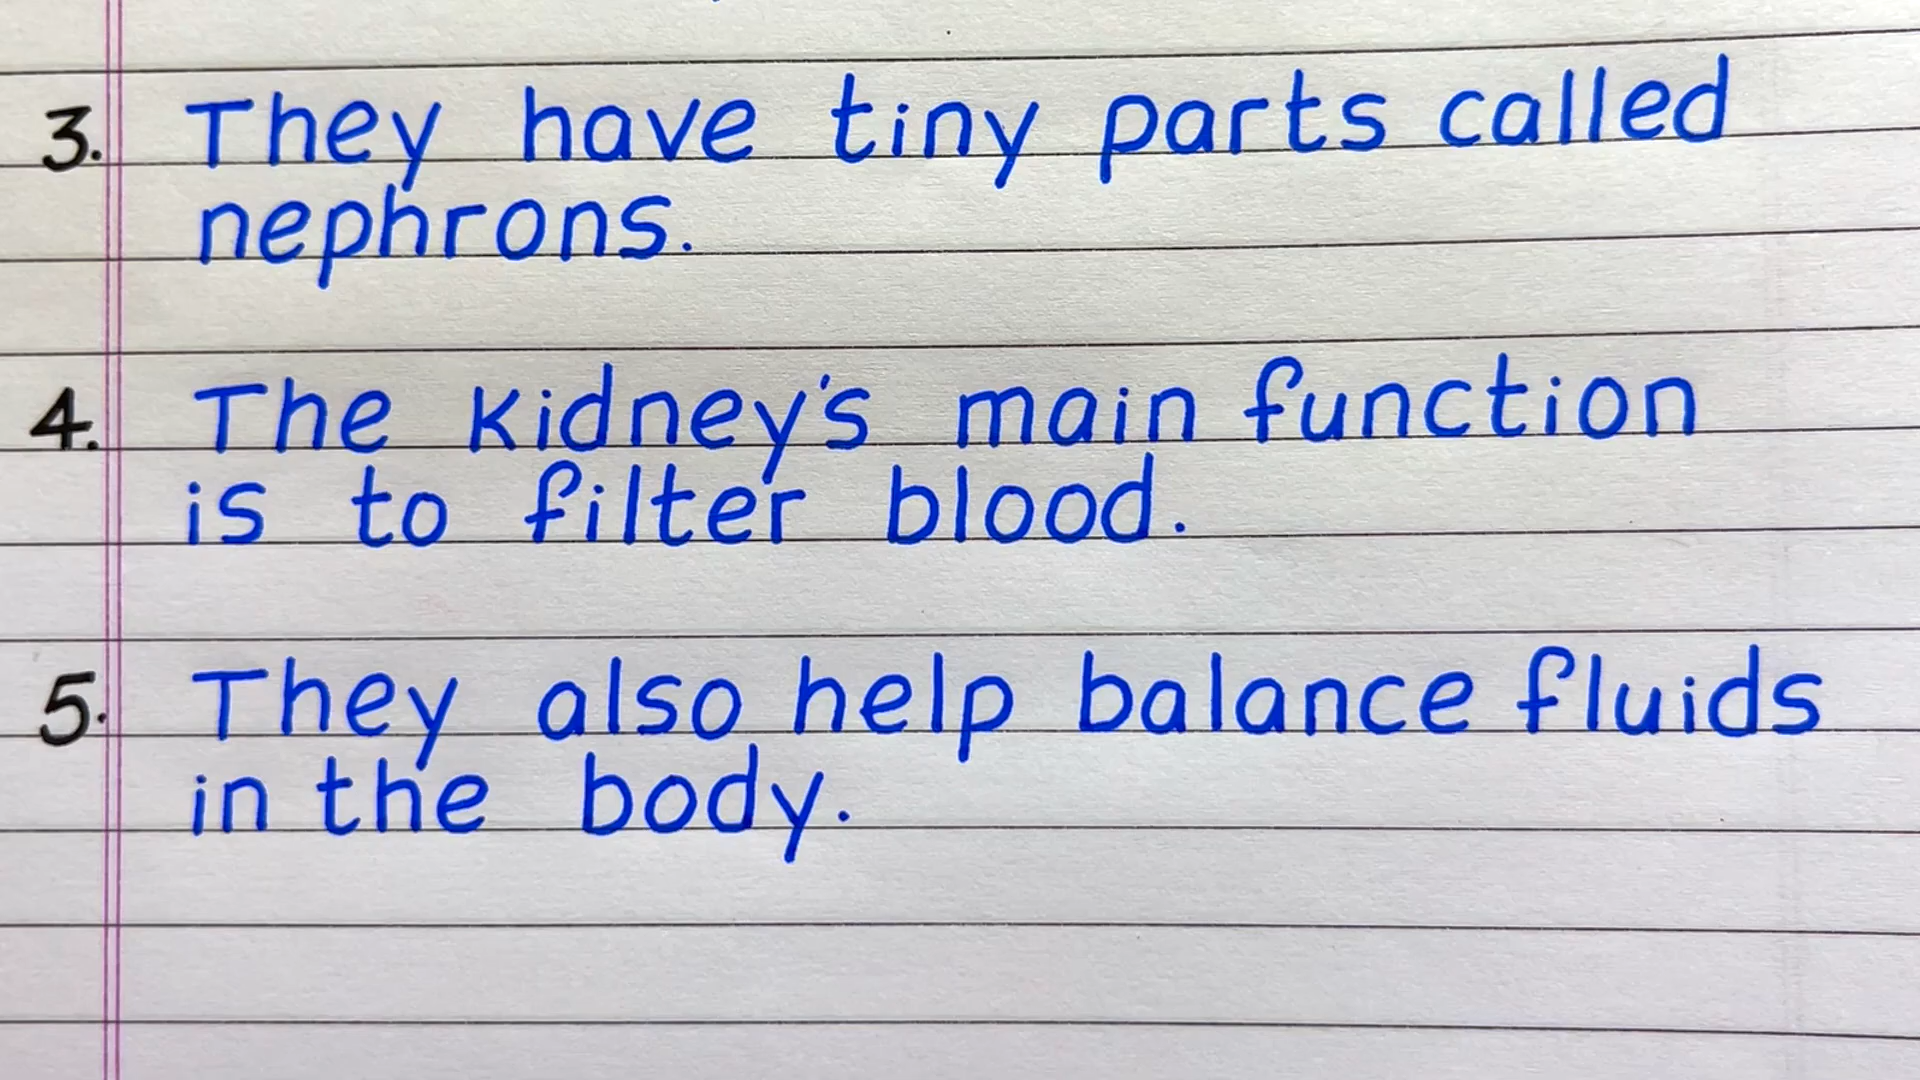 3. They have tiny parts called
nephrons.
4. The kidney's main function
is to filter blood.
5. They also help balance fluids
in the body.